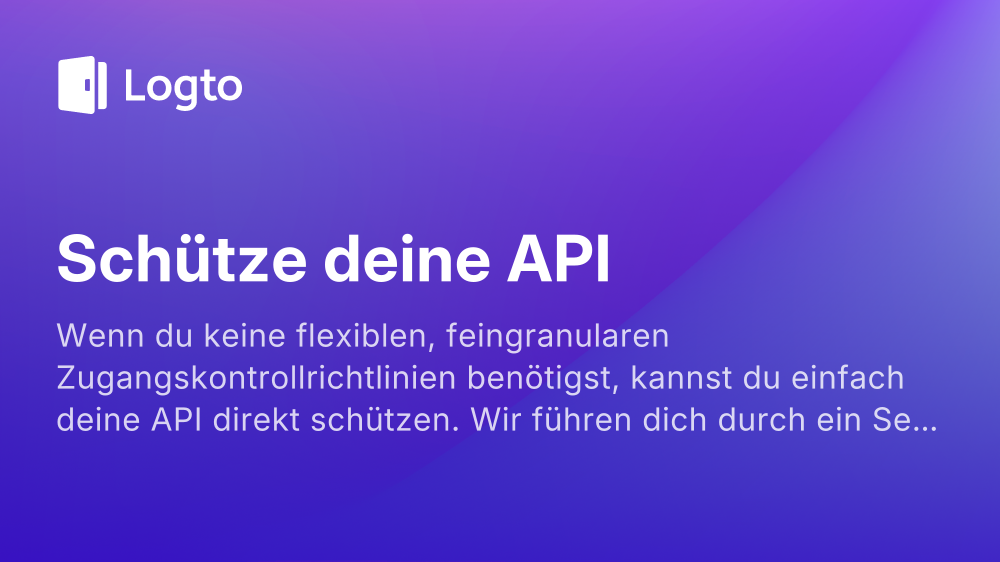 Logto
Schütze deine API
Wenn du keine flexiblen, feingranularen
Zugangskontrollrichtlinien benötigst, kannst du einfach
deine API direkt schützen. Wir führen dich durch ein Se...